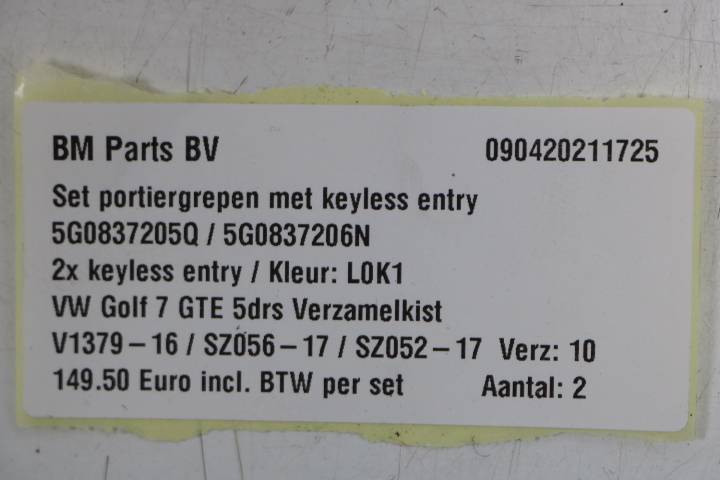 BM Parts BV 090420211725
Set portiergrepen met keyless entry
5G0837205Q / 5G0837206N
2x keyless entry / Kleur: L0K1
VW Golf 7 GTE 5drs Verzamelkist
V1379-16 / SZ056-17 / SZ052-17 Verz: 10
149.50 Euro incl. BTW per set Aantal: 2